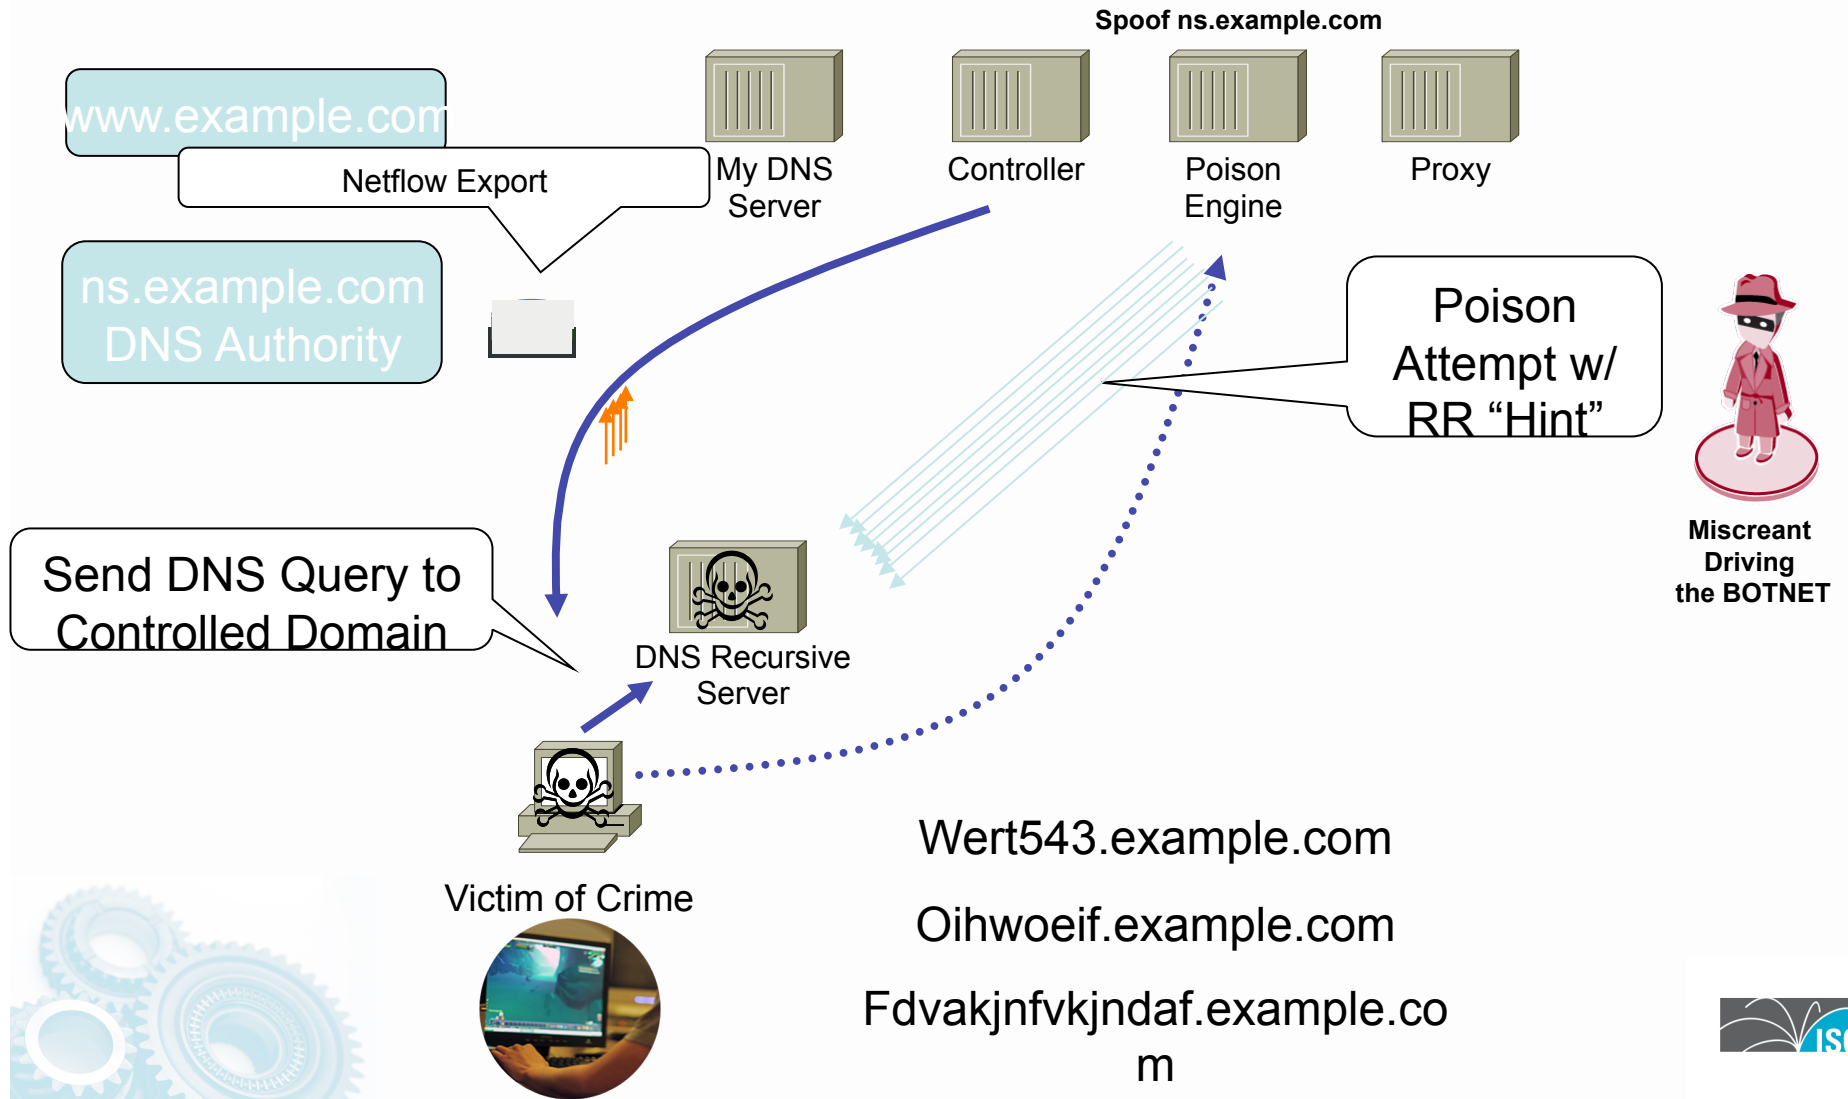 Spoof ns.example.com
www.example.com
Netflow Export
My DNS
Server
Controller
Poison
Engine
Proxy
ns.example.com
DNS Authority
Poison
Attempt w/
RR “Hint”
Miscreant
Driving
the BOTNET
Send DNS Query to
Controlled Domain
DNS Recursive
Server
Victim of Crime
Wert543.example.com
Oihwoeif.example.com
Fdvakjnfvkjndaf.example.co
m